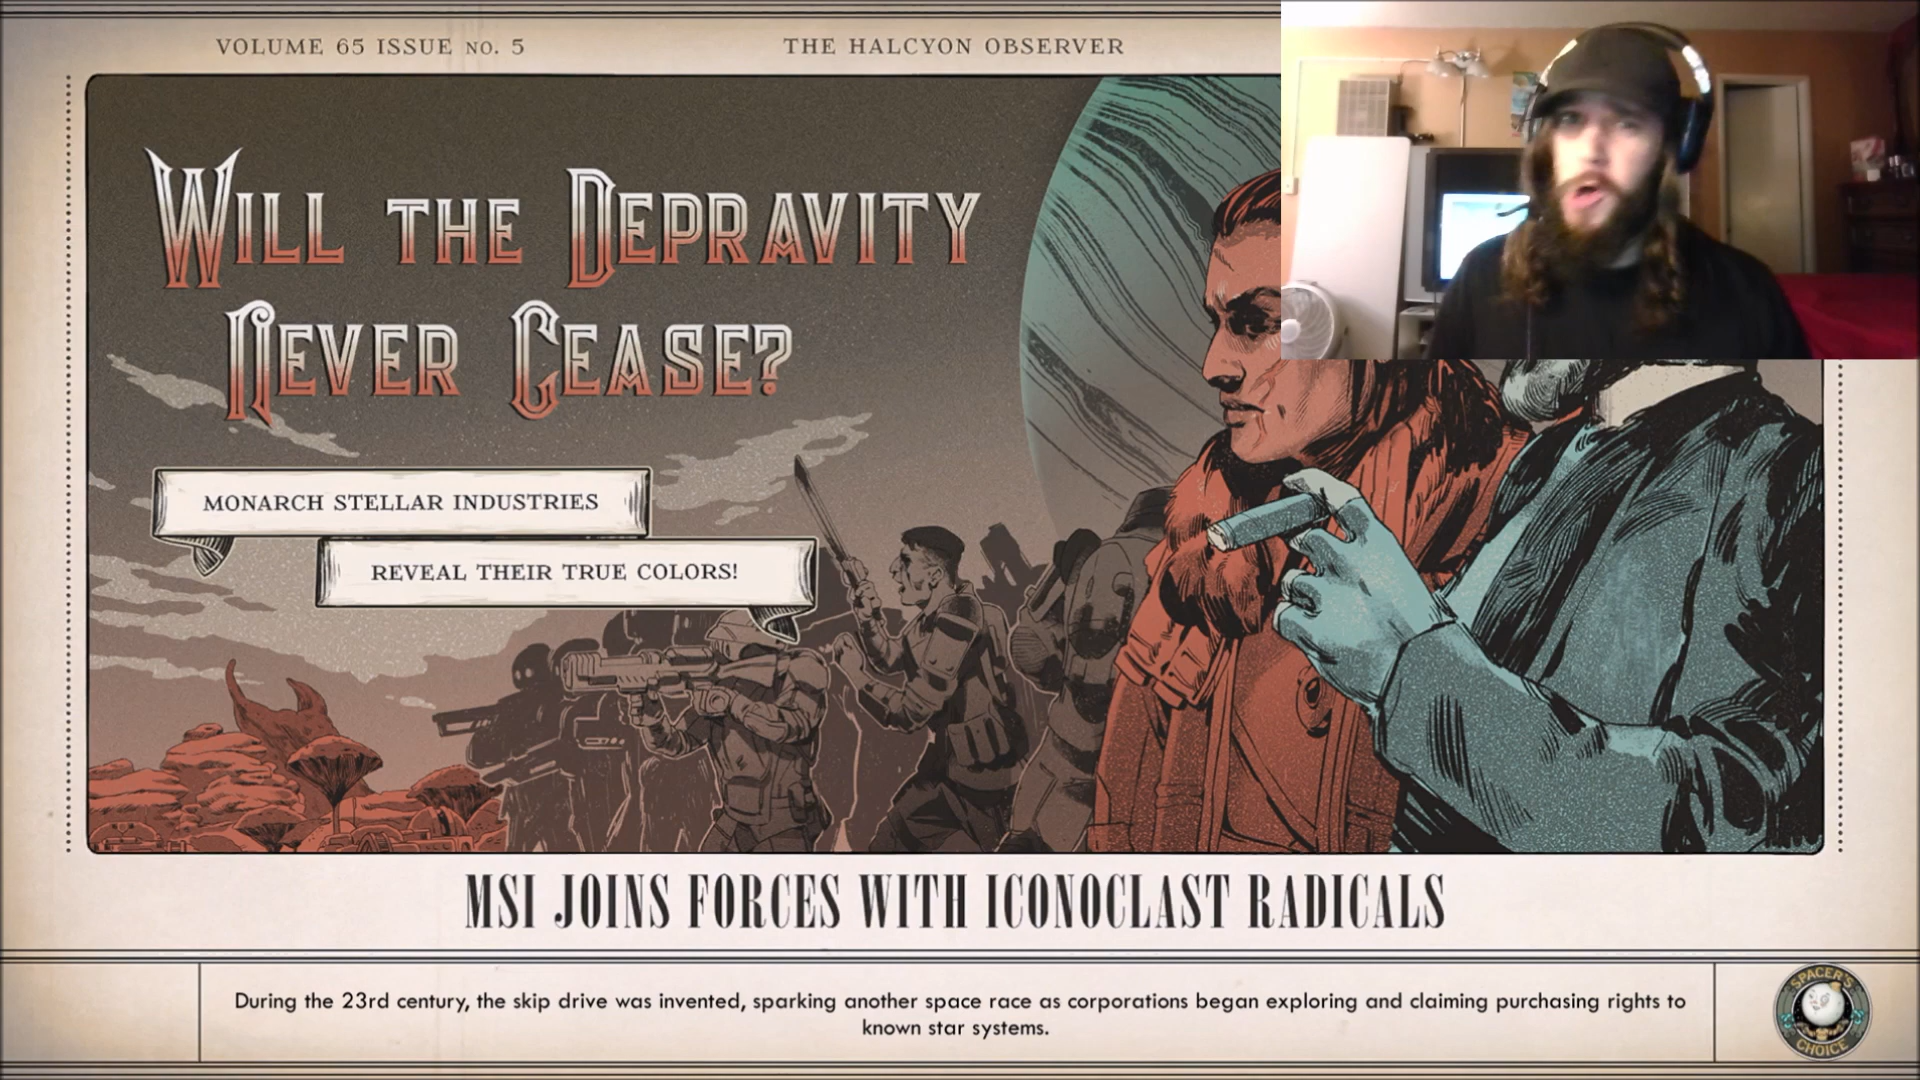 VOLUME 65 ISSUE NO. 5
THE HALCYON OBSERVER
WILL THE DEPRAVITY
NEVER CEASE?
MONARCH STELLAR INDUSTRIES
REVEAL THEIR TRUE COLORS!
MSI JOINS FORCES WITH ICONOCLAST RADICALS
During the 23rd century, the skip drive was invented, sparking another space race as corporations began exploring and claiming purchasing rights to
known star systems.
SPACER'S
CHOICE